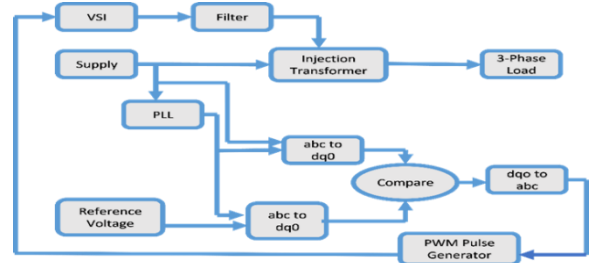 VSI
Filter
Supply
Injection
Transformer
3-Phase
Load
PLL
abc to
dq0
Compare
dqo to
abc
Reference
Voltage
abc to
dq0
PWM Pulse
Generator